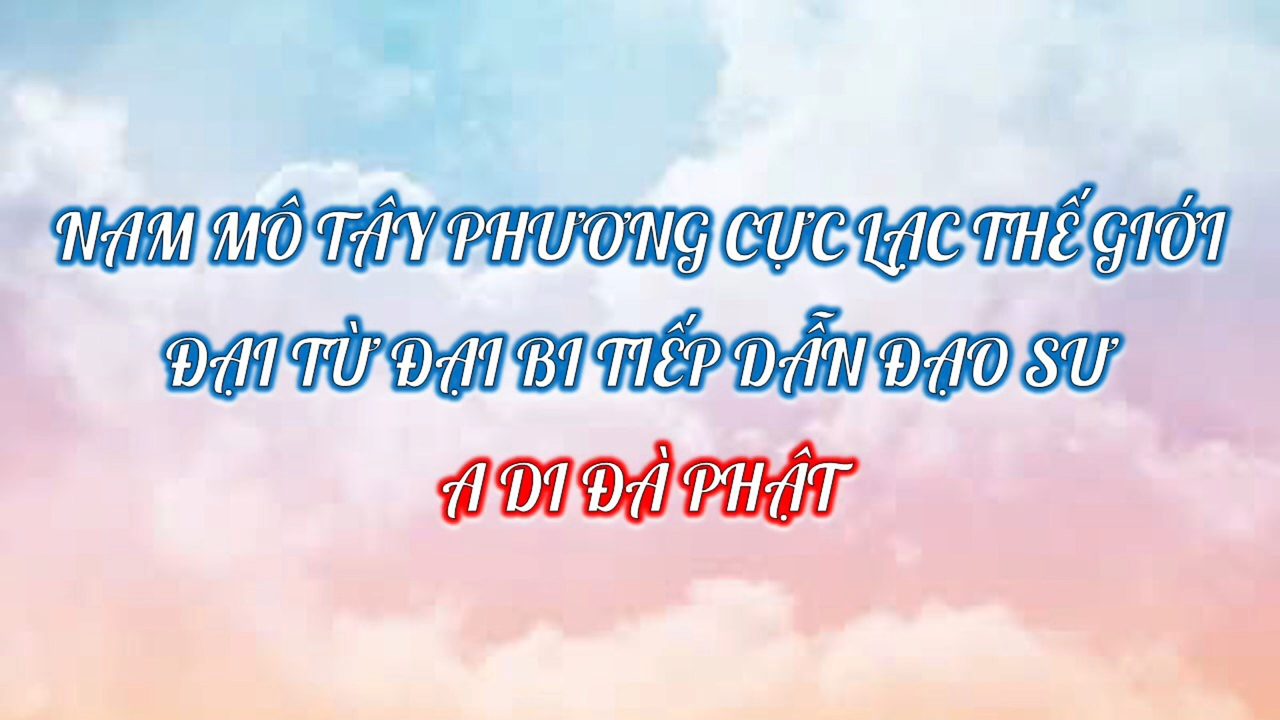 NAM MÔ TÂY PHƯƠNG CỰC LẠC THẾ GIỚI
ĐẠI TỪ ĐẠI BI TIẾP DẪN ĐẠO SƯ
A DI ĐÀ PHẬT